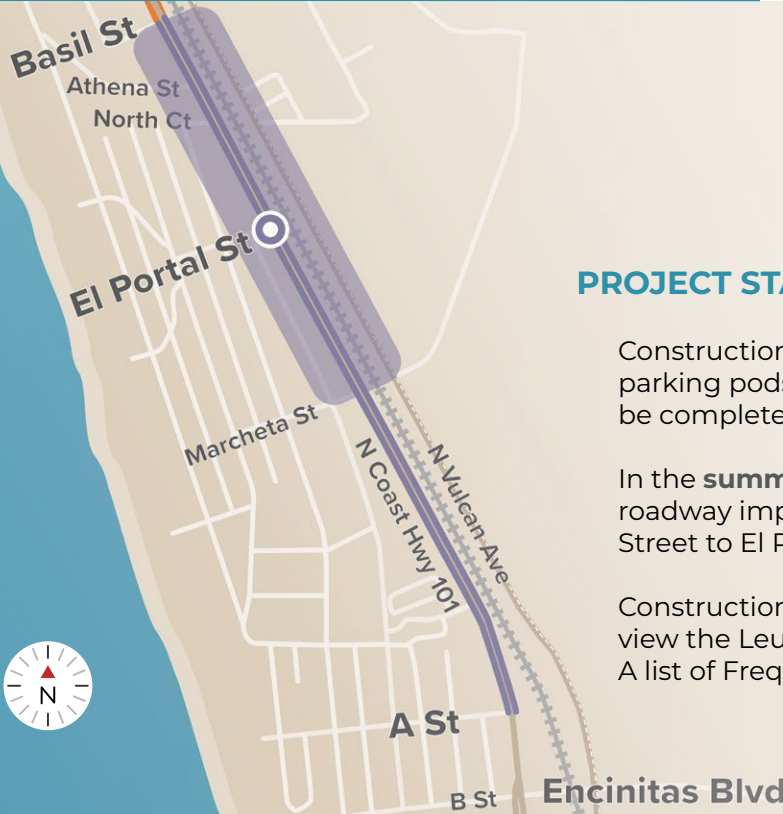 Basil St
Athena St
North Ct
El Portal St
PROJECT STA
Construction
parking pods
be complete
In the summ
roadway imp
Street to El P
Marcheta St
N Coast Hwy 101
N Vulcan Ave
Construction
view the Leu
A list of Freq
N
A St
B St
Encinitas Blvd